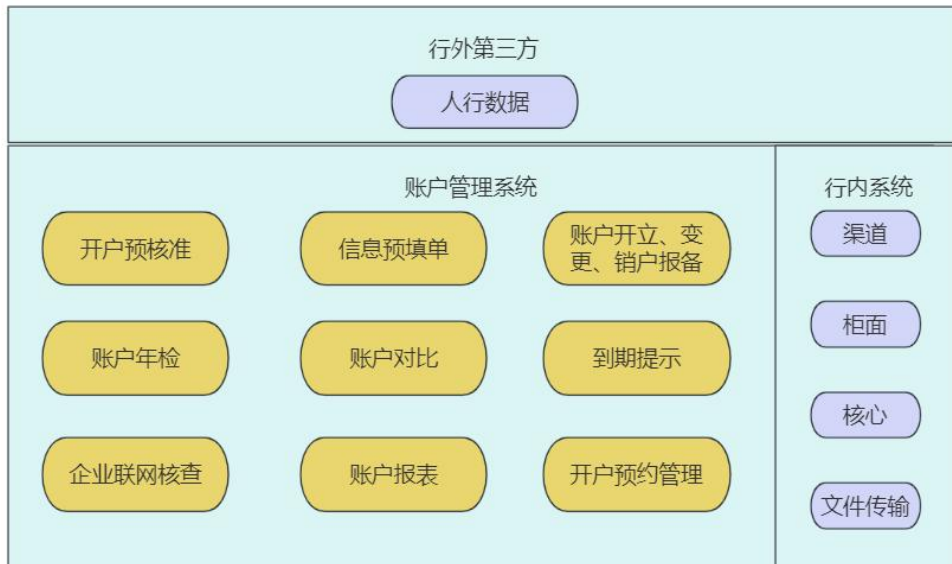 行外第三方
人行数据
账户管理系统
开户预核准
信息预填单
账户开立、变
更、销户报备
账户年检
账户对比
到期提示
企业联网核查
账户报表
开户预约管理
行内系统
渠道
柜面
核心
文件传输